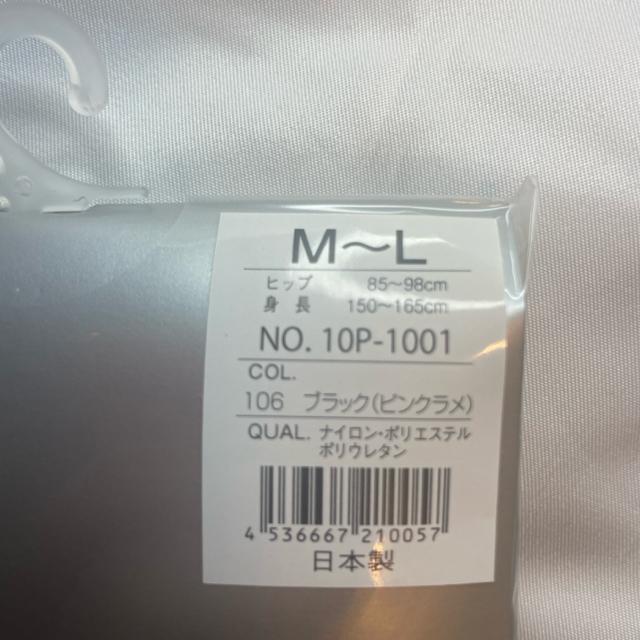 M～L
ヒップ 85～98cm
身長 150～165cm
NO. 10P-1001
COL.
106 ブラック(ピンクラメ)
QUAL. ナイロン・ポリエステル
ポリウレタン
4 536667 210057
日本製